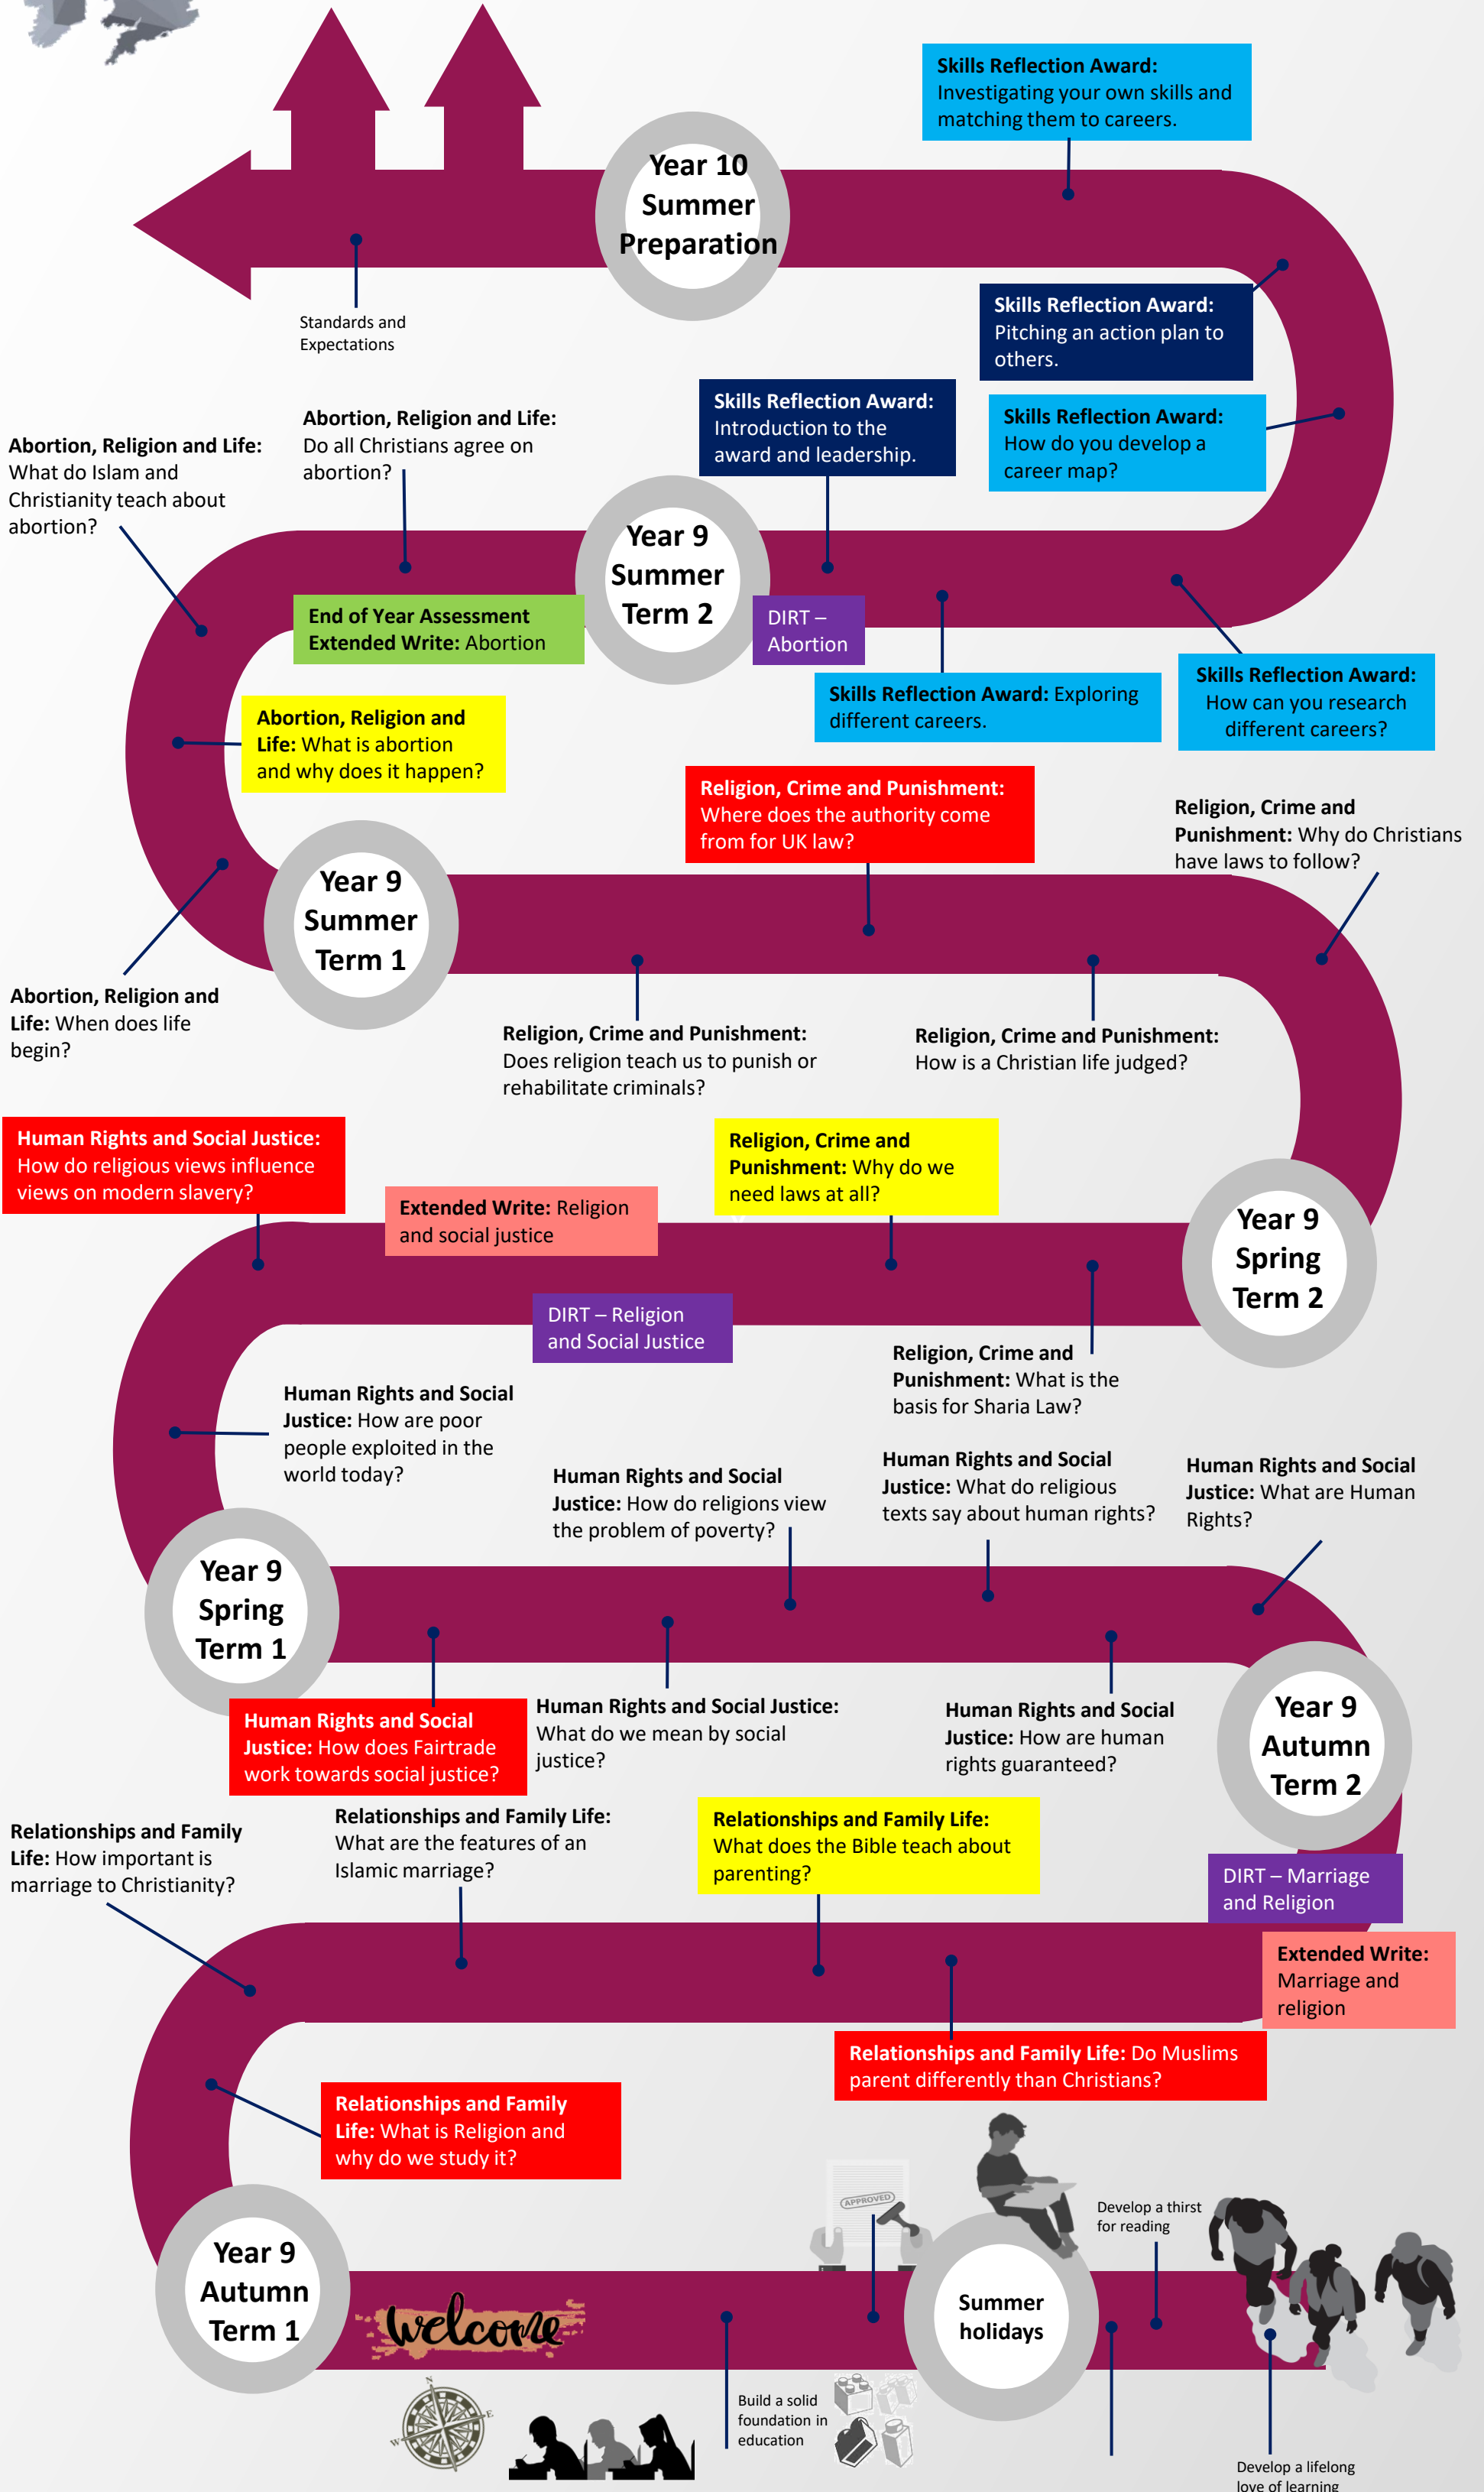 Skills Reflection Award:
Investigating your own skills and
matching them to careers.
Year 10
Summer
Preparation
Skills Reflection Award:
Pitching an action plan to
others.
Standards and
Expectations
Skills Reflection Award:
Introduction to the
award and leadership.
Skills Reflection Award:
How do you develop a
career map?
Abortion, Religion and Life:
Do all Christians agree on
abortion?
Abortion, Religion and Life:
What do Islam and
Christianity teach about
abortion?
Year 9
Summer
Term 2
End of Year Assessment
Extended Write: Abortion
DIRT –
Abortion
Skills Reflection Award: Exploring
different careers.
Skills Reflection Award:
How can you research
different careers?
Abortion, Religion and
Life: What is abortion
and why does it happen?
Religion, Crime and Punishment:
Where does the authority come
from for UK law?
Religion, Crime and
Punishment: Why do Christians
have laws to follow?
Year 9
Summer
Term 1
Abortion, Religion and
Life: When does life
begin?
Religion, Crime and Punishment:
Does religion teach us to punish or
rehabilitate criminals?
Religion, Crime and Punishment:
How is a Christian life judged?
Human Rights and Social Justice:
How do religious views influence
views on modern slavery?
Extended Write: Religion
and social justice
Religion, Crime and
Punishment: Why do we
need laws at all?
Year 9
Spring
Term 2
DIRT – Religion
and Social Justice
Religion, Crime and
Punishment: What is the
basis for Sharia Law?
Human Rights and Social
Justice: How are poor
people exploited in the
world today?
Human Rights and Social
Justice: How do religions view
the problem of poverty?
Human Rights and Social
Justice: What do religious
texts say about human rights?
Human Rights and Social
Justice: What are Human
Rights?
Year 9
Spring
Term 1
Human Rights and Social
Justice: How does Fairtrade
work towards social justice?
Human Rights and Social Justice:
What do we mean by social
justice?
Human Rights and Social
Justice: How are human
rights guaranteed?
Year 9
Autumn
Term 2
Relationships and Family
Life: How important is
marriage to Christianity?
Relationships and Family Life:
What are the features of an
Islamic marriage?
Relationships and Family Life:
What does the Bible teach about
parenting?
DIRT – Marriage
and Religion
Extended Write:
Marriage and
religion
Relationships and Family Life: Do Muslims
parent differently than Christians?
Relationships and Family
Life: What is Religion and
why do we study it?
APPROVED
Develop a thirst
for reading
Year 9
Autumn
Term 1
welcome
Summer
holidays
N
W
E
Build a solid
foundation in
education
Develop a lifelong
love of learning